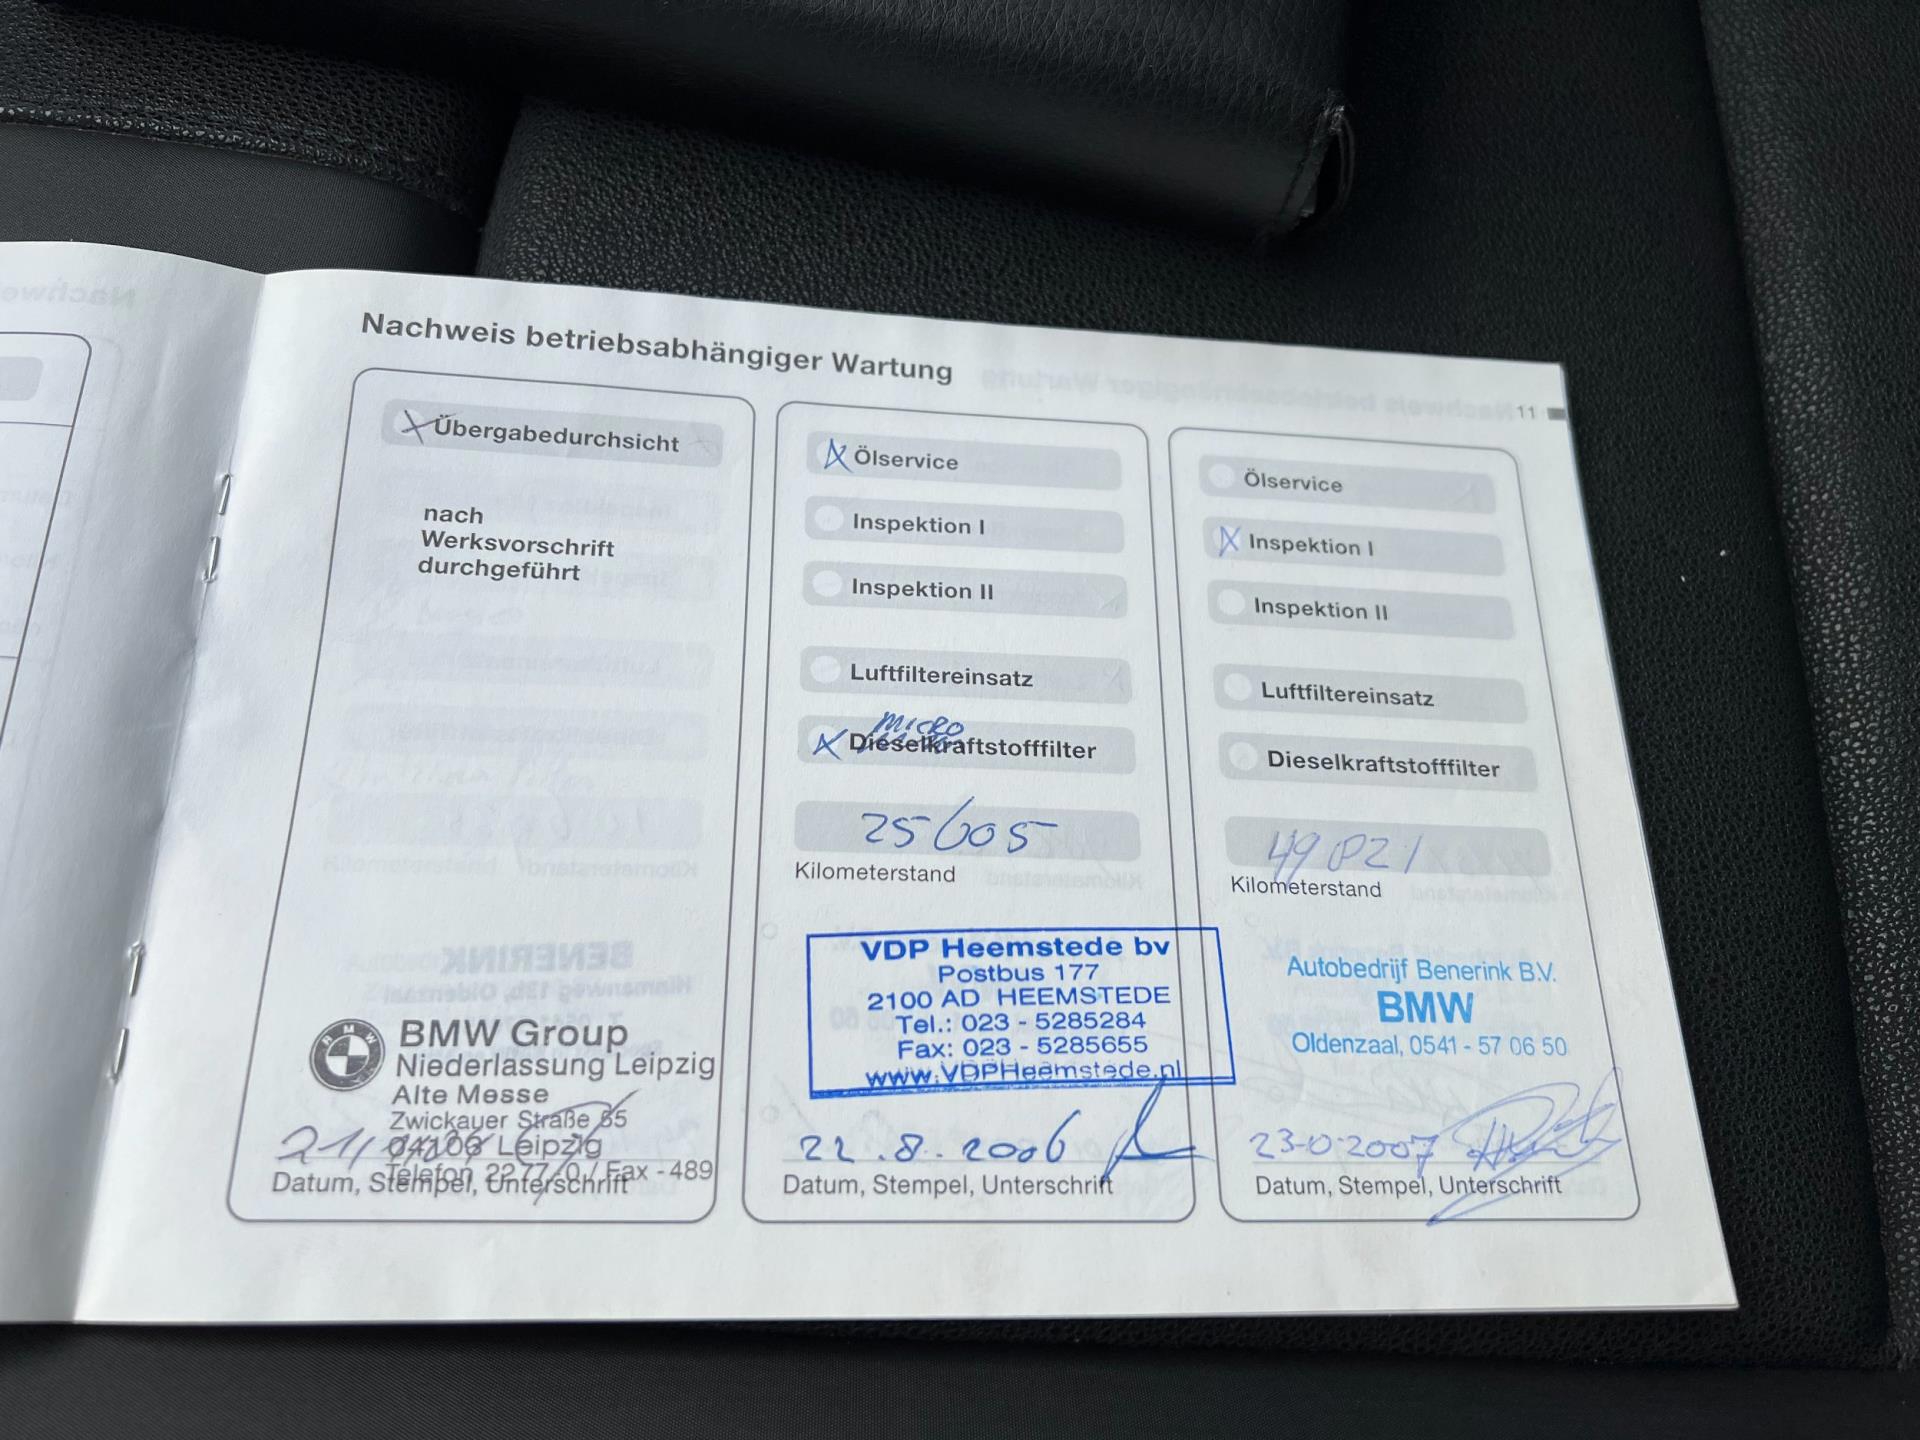 Nachweis betriebsabhängiger Wartung
11
Übergabedurchsicht
nach
Werksvorschrift
durchgeführt
BMW Group
Niederlassung Leipzig
Alte Messe
Zwickauer Straße 55
04103 Leipzig
Telefon 22 77/0 / Fax - 489
Datum, Stempel, Unterschrift
X Ölservice
Inspektion I
Inspektion II
Luftfiltereinsatz
MICRO
X Dieselkraftstofffilter
25605
Kilometerstand
VDP Heemstede bv
Postbus 177
2100 AD HEEMSTEDE
Tel.: 023 - 5285284
Fax: 023 - 5285655
www.VDPHeemstede.nl
22.8.2006
Datum, Stempel, Unterschrift
Ölservice
X Inspektion I
Inspektion II
Luftfiltereinsatz
Dieselkraftstofffilter
49021
Kilometerstand
Autobedrijf Benerink B.V.
BMW
Oldenzaal, 0541 - 57 06 50
Datum, Stempel, Unterschrift